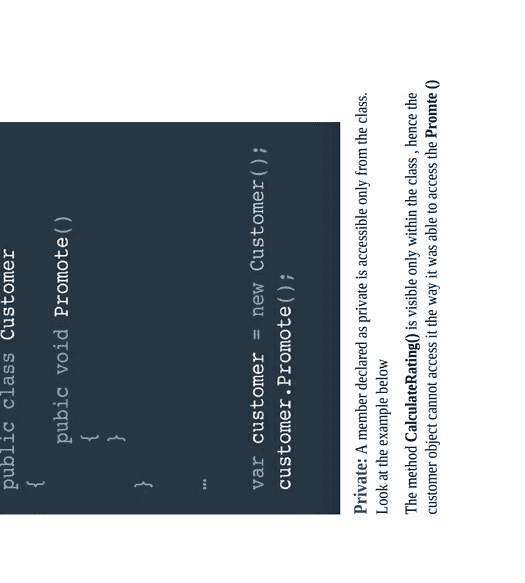 public class Customer
{
pubic void Promote()
{
}
}
...
var customer = new Customer();
customer.Promote();
Private: A member declared as private is accessible only from the class.
Look at the example below
The method CalculateRating() is visible only within the class , hence the
customer object cannot access it the way it was able to access the Promte ()